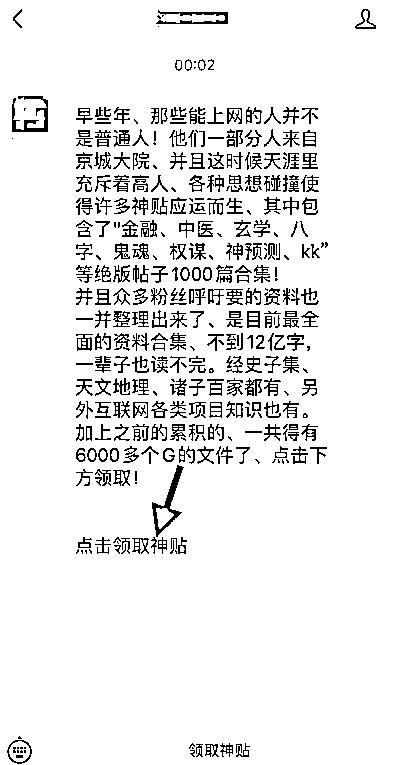 00:02
早些年、那些能上网的人并不
是普通人！他们一部分人来自
京城大院、并且这时候天涯里
充斥着高人、各种思想碰撞使
得许多神贴应运而生、其中包
含了"金融、中医、玄学、八
字、鬼魂、权谋、神预测、kk”
等绝版帖子1000篇合集！
并且众多粉丝呼吁要的资料也
一并整理出来了、是目前最全
面的资料合集、不到12亿字，
一辈子也读不完。经史子集、
天文地理、诸子百家都有、另
外互联网各类项目知识也有。
加上之前的累积的、一共得有
6000多个G的文件了、点击下
方领取！
点击领取神贴
领取神贴